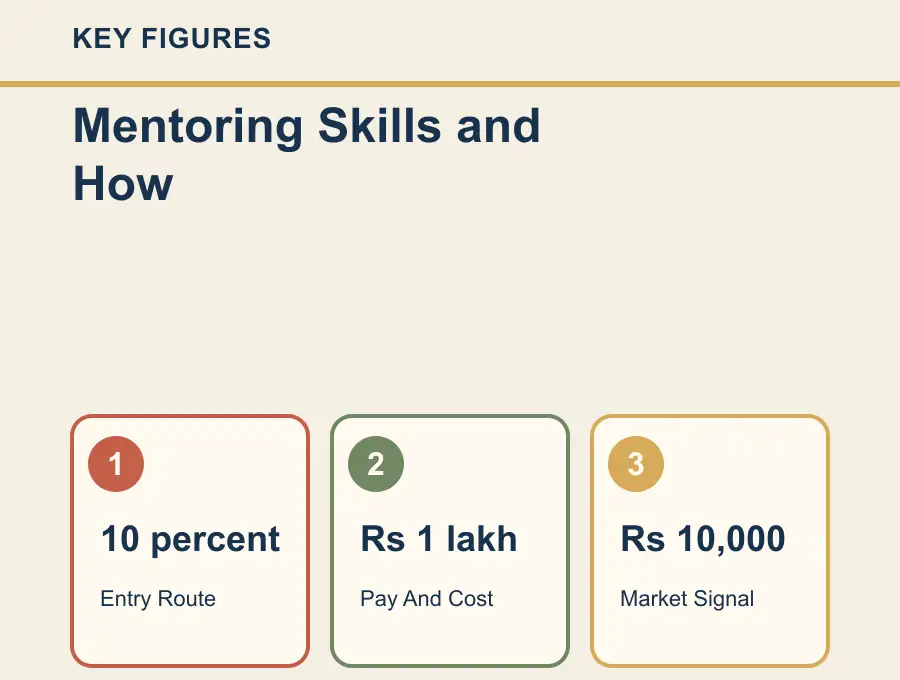 KEY FIGURES
Mentoring Skills and
How
1
10 percent
Entry Route
2
Rs 1 lakh
Pay And Cost
3
Rs 10,000
Market Signal